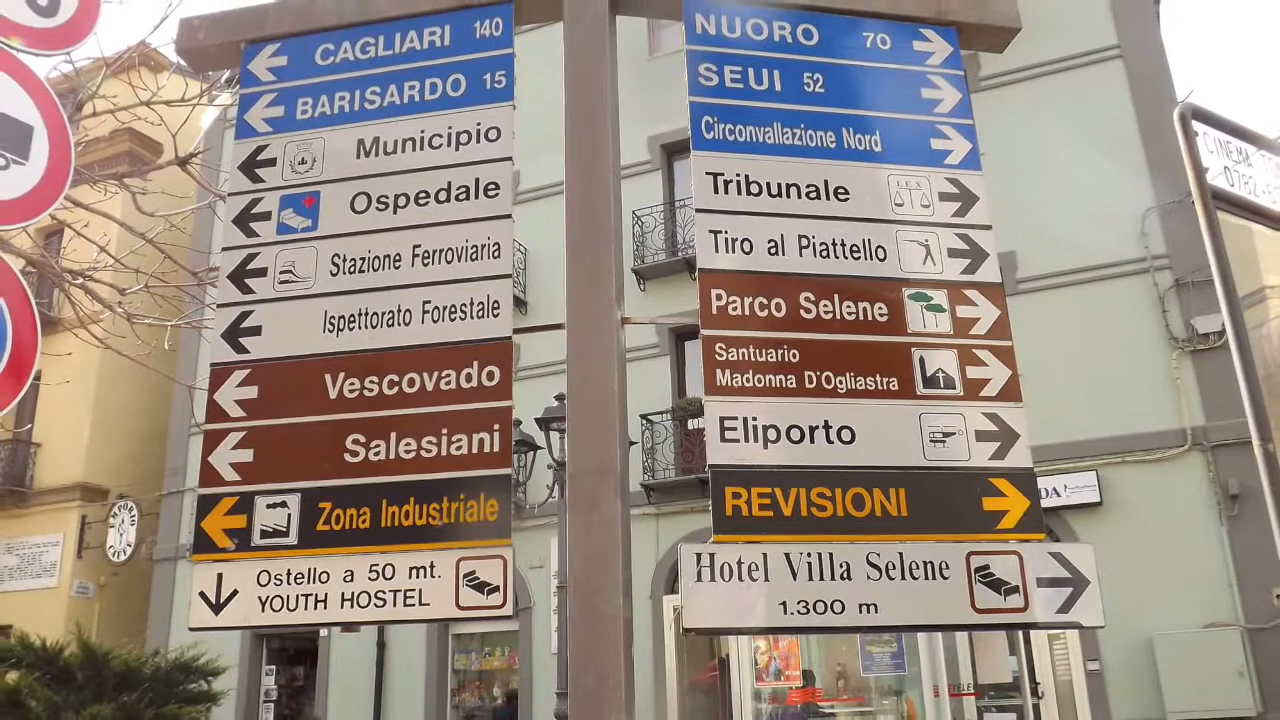 CAGLIARI 140
BARISARDO 15
Municipio
Ospedale
Stazione Ferroviaria
Ispettorato Forestale
Vescovado
Salesiani
Zona Industriale
Ostello a 50 mt.
YOUTH HOSTEL
NUORO 70
SEUI 52
Circonvallazione Nord
Tribunale
LEX
Tiro al Piattello
Parco Selene
Santuario
Madonna D'Ogliastra
Eliporto
REVISIONI
Hotel Villa Selene
1.300 m
CINEMA
0782
EMPORIO